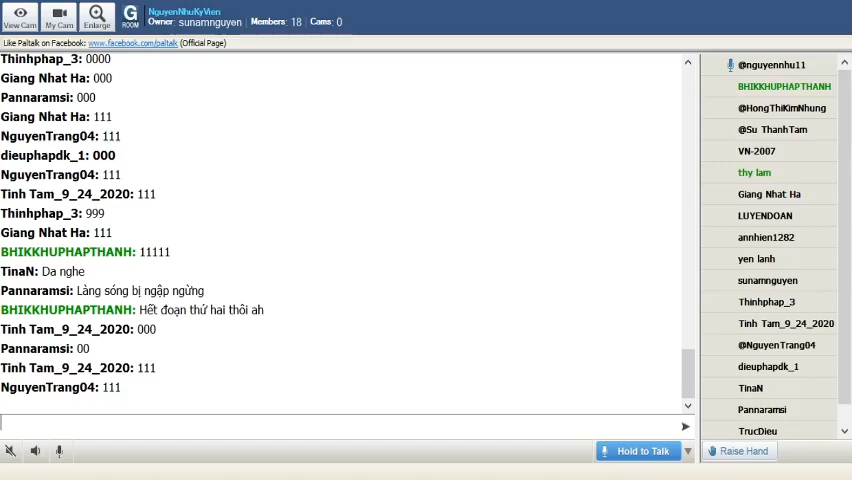 NguyenNhuKyVien
View Cam My Cam Enlarge G ROOM Owner: sunamnguyen Members: 18 Cams: 0
Like Paltalk on Facebook: www.facebook.com/paltalk (Official Page)
Thinhphap_3: 0000
Giang Nhat Ha: 000
Pannaramsi: 000
Giang Nhat Ha: 111
NguyenTrang04: 111
dieuphapdk_1: 000
NguyenTrang04: 111
Tinh Tam_9_24_2020: 111
Thinhphap_3: 999
Giang Nhat Ha: 111
BHIKKHUPHAPTHANH: 11111
TinaN: Da nghe
Pannaramsi: Làng sóng bị ngập ngừng
BHIKKHUPHAPTHANH: Hết đoạn thứ hai thôi ah
Tinh Tam_9_24_2020: 000
Pannaramsi: 00
Tinh Tam_9_24_2020: 111
NguyenTrang04: 111
@nguyennhu11
BHIKKHUPHAPTHANH
@HongThiKimNhung
@Su ThanhTam
VN-2007
thy lam
Giang Nhat Ha
LUYENDOAN
annhien1282
yen lanh
sunamnguyen
Thinhphap_3
Tinh Tam_9_24_2020
@NguyenTrang04
dieuphapdk_1
TinaN
Pannaramsi
TrucDieu
Hold to Talk
Raise Hand